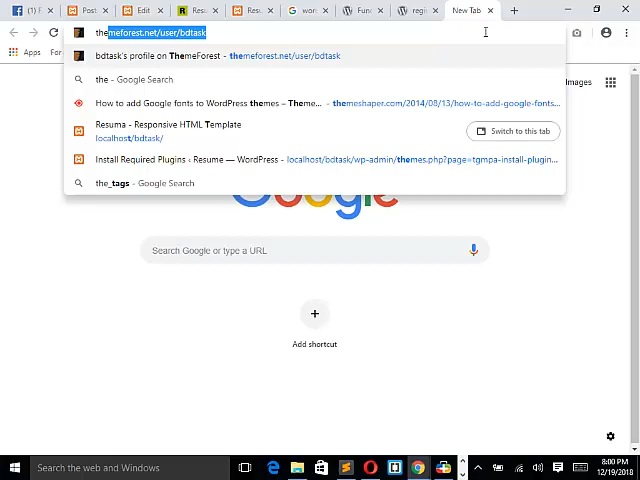 (1) F
Post
Edit
Res
Resu
wor
Func
regi
New Tab
themeforest.net/user/bdtask
Apps
bdtask's profile on ThemeForest - themeforest.net/user/bdtask
Images
the - Google Search
How to add Google fonts to WordPress themes – Theme... - themeshaper.com/2014/08/13/how-to-add-google-fonts...
Resuma - Responsive HTML Template
localhost/bdtask/
Switch to this tab
Install Required Plugins ‹ Resume — WordPress - localhost/bdtask/wp-admin/themes.php?page=tgmpa-install-plugin...
the_tags - Google Search
Google
Search Google or type a URL
Add shortcut
Search the web and Windows
8:00 PM
12/19/2018